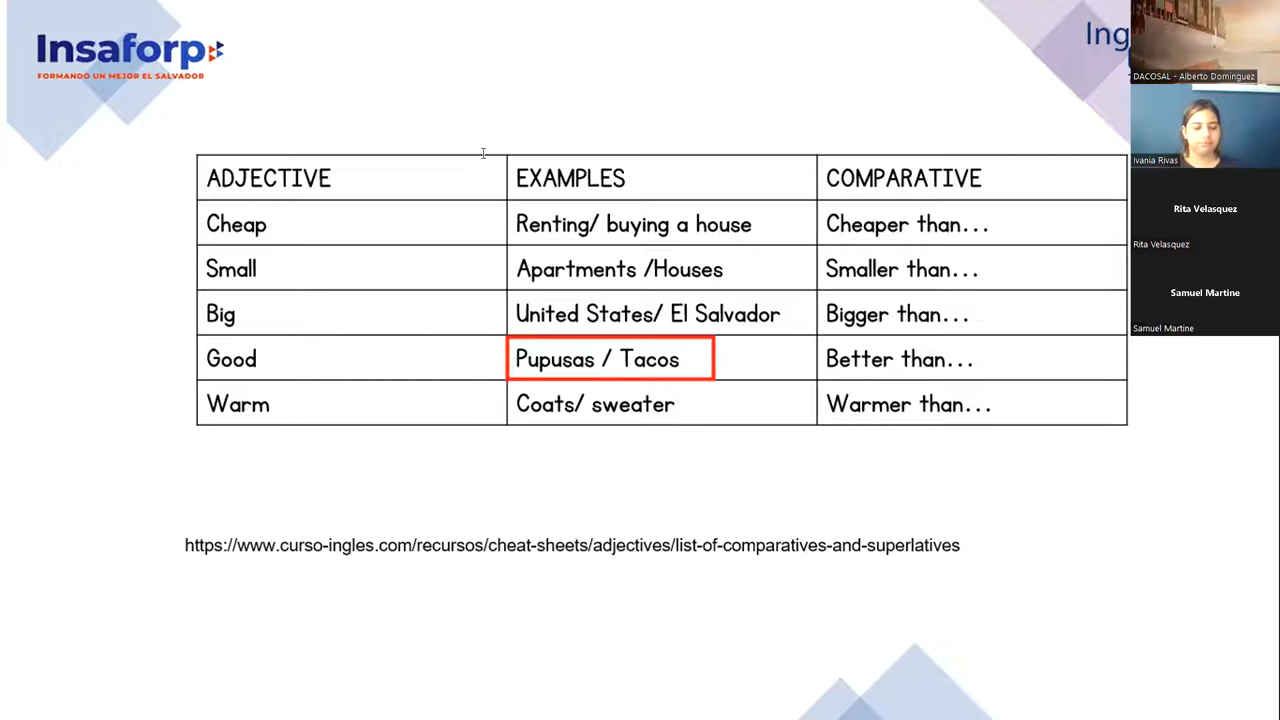 Insaforp
FORMANDO UN MEJOR EL SALVADOR
Ing
DACOSAL - Alberto Dominguez
Ivania Rivas
Rita Velasquez
Rita Velasquez
Samuel Martine
Samuel Martine
ADJECTIVE EXAMPLES COMPARATIVE
Cheap Renting/ buying a house Cheaper than...
Small Apartments /Houses Smaller than...
Big United States/ El Salvador Bigger than...
Good Pupusas / Tacos Better than...
Warm Coats/ sweater Warmer than...
https://www.curso-ingles.com/recursos/cheat-sheets/adjectives/list-of-comparatives-and-superlatives